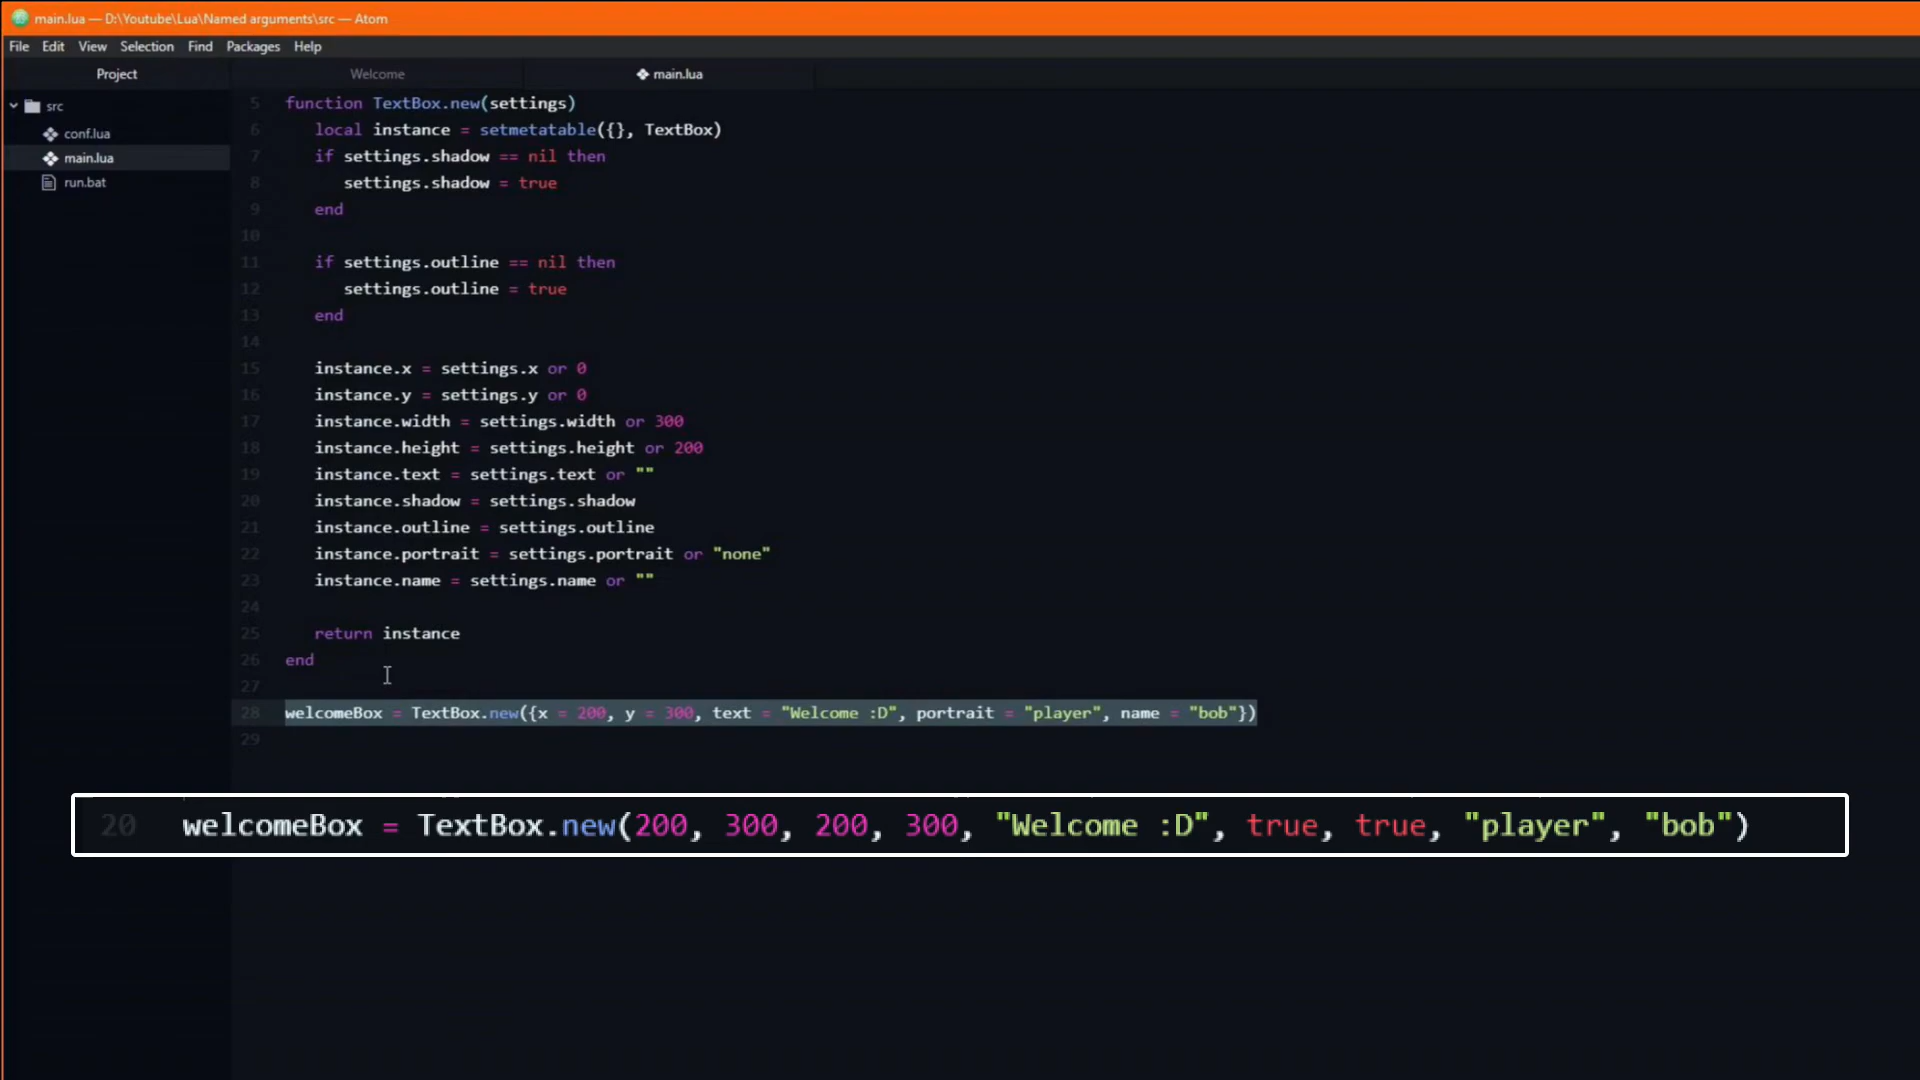 main.lua — D:\Youtube\Lua\Named arguments\src — Atom
File Edit View Selection Find Packages Help
Project
Welcome
main.lua
src
conf.lua
main.lua
run.bat
5 function TextBox.new(settings)
6 local instance = setmetatable({}, TextBox)
7 if settings.shadow == nil then
8 settings.shadow = true
9 end
10
11 if settings.outline == nil then
12 settings.outline = true
13 end
14
15 instance.x = settings.x or 0
16 instance.y = settings.y or 0
17 instance.width = settings.width or 300
18 instance.height = settings.height or 200
19 instance.text = settings.text or ""
20 instance.shadow = settings.shadow
21 instance.outline = settings.outline
22 instance.portrait = settings.portrait or "none"
23 instance.name = settings.name or ""
24
25 return instance
26 end
27
28 welcomeBox = TextBox.new({x = 200, y = 300, text = "Welcome :D", portrait = "player", name = "bob"})
29
20 welcomeBox = TextBox.new(200, 300, 200, 300, "Welcome :D", true, true, "player", "bob")